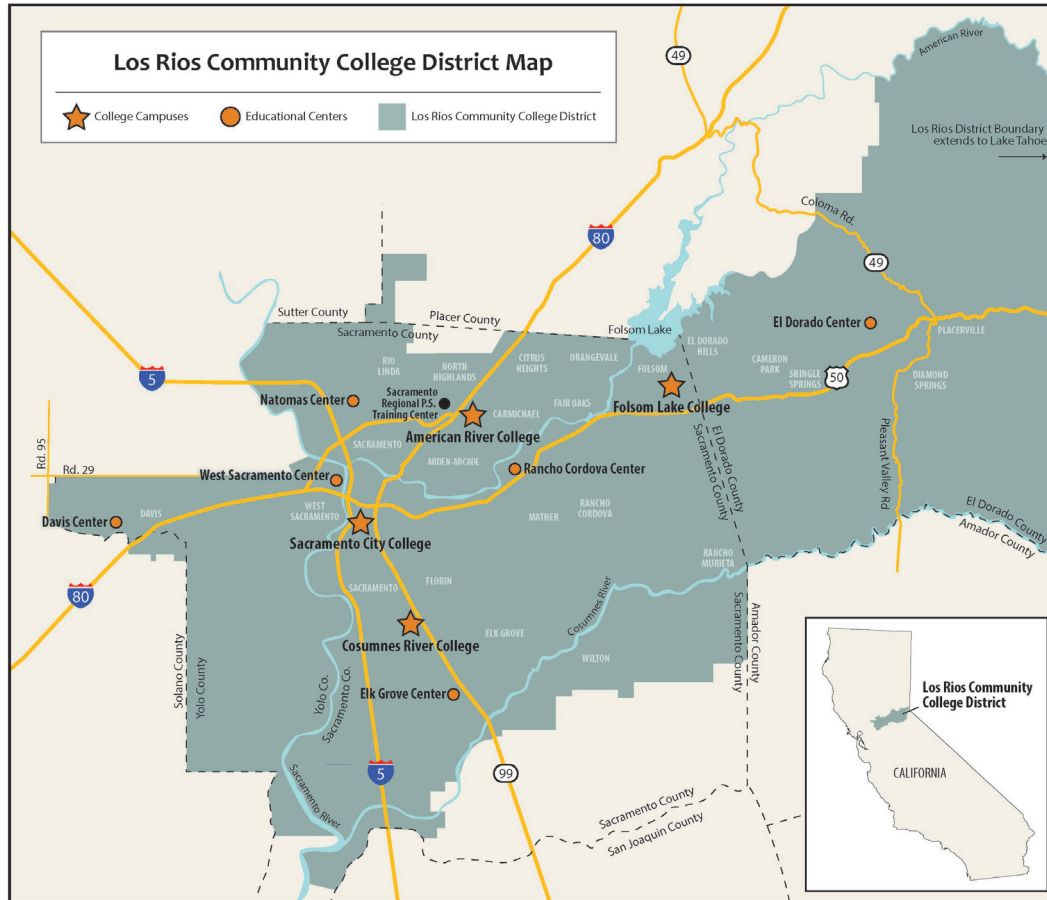 Los Rios Community College District Map
College Campuses
Educational Centers
Los Rios Community College District
American River
49
Los Rios District Boundary
extends to Lake Tahoe
80
Coloma Rd.
49
Sutter County
Placer County
Sacramento County
Folsom Lake
El Dorado Center
PLACERVILLE
5
RIO
LINDA
NORTH
HIGHLANDS
CITRUS
HEIGHTS
ORANGEVALE
FOLSOM
EL DORADO
HILLS
CAMERON
PARK
SHINGLE
SPRINGS
50
DIAMOND
SPRINGS
Natomas Center
Sacramento
Regional P.S.
Training Center
CARMICHAEL
FAIR OAKS
Folsom Lake College
American River College
SACRAMENTO
ARDEN-ARCADE
El Dorado County
Sacramento County
Pleasant Valley Rd
Rd. 95
Rd. 29
West Sacramento Center
Rancho Cordova Center
Davis Center
DAVIS
WEST
SACRAMENTO
MATHER
RANCHO
CORDOVA
El Dorado County
Amador County
Sacramento City College
RANCHO
MURIETA
80
SACRAMENTO
FLORIN
Cosumnes River
Cosumnes River College
ELK GROVE
WILTON
Sacramento County
Amador County
Solano County
Yolo County
Yolo Co.
Sacramento Co.
Elk Grove Center
5
99
Sacramento River
Sacramento County
San Joaquin County
Los Rios Community
College District
CALIFORNIA